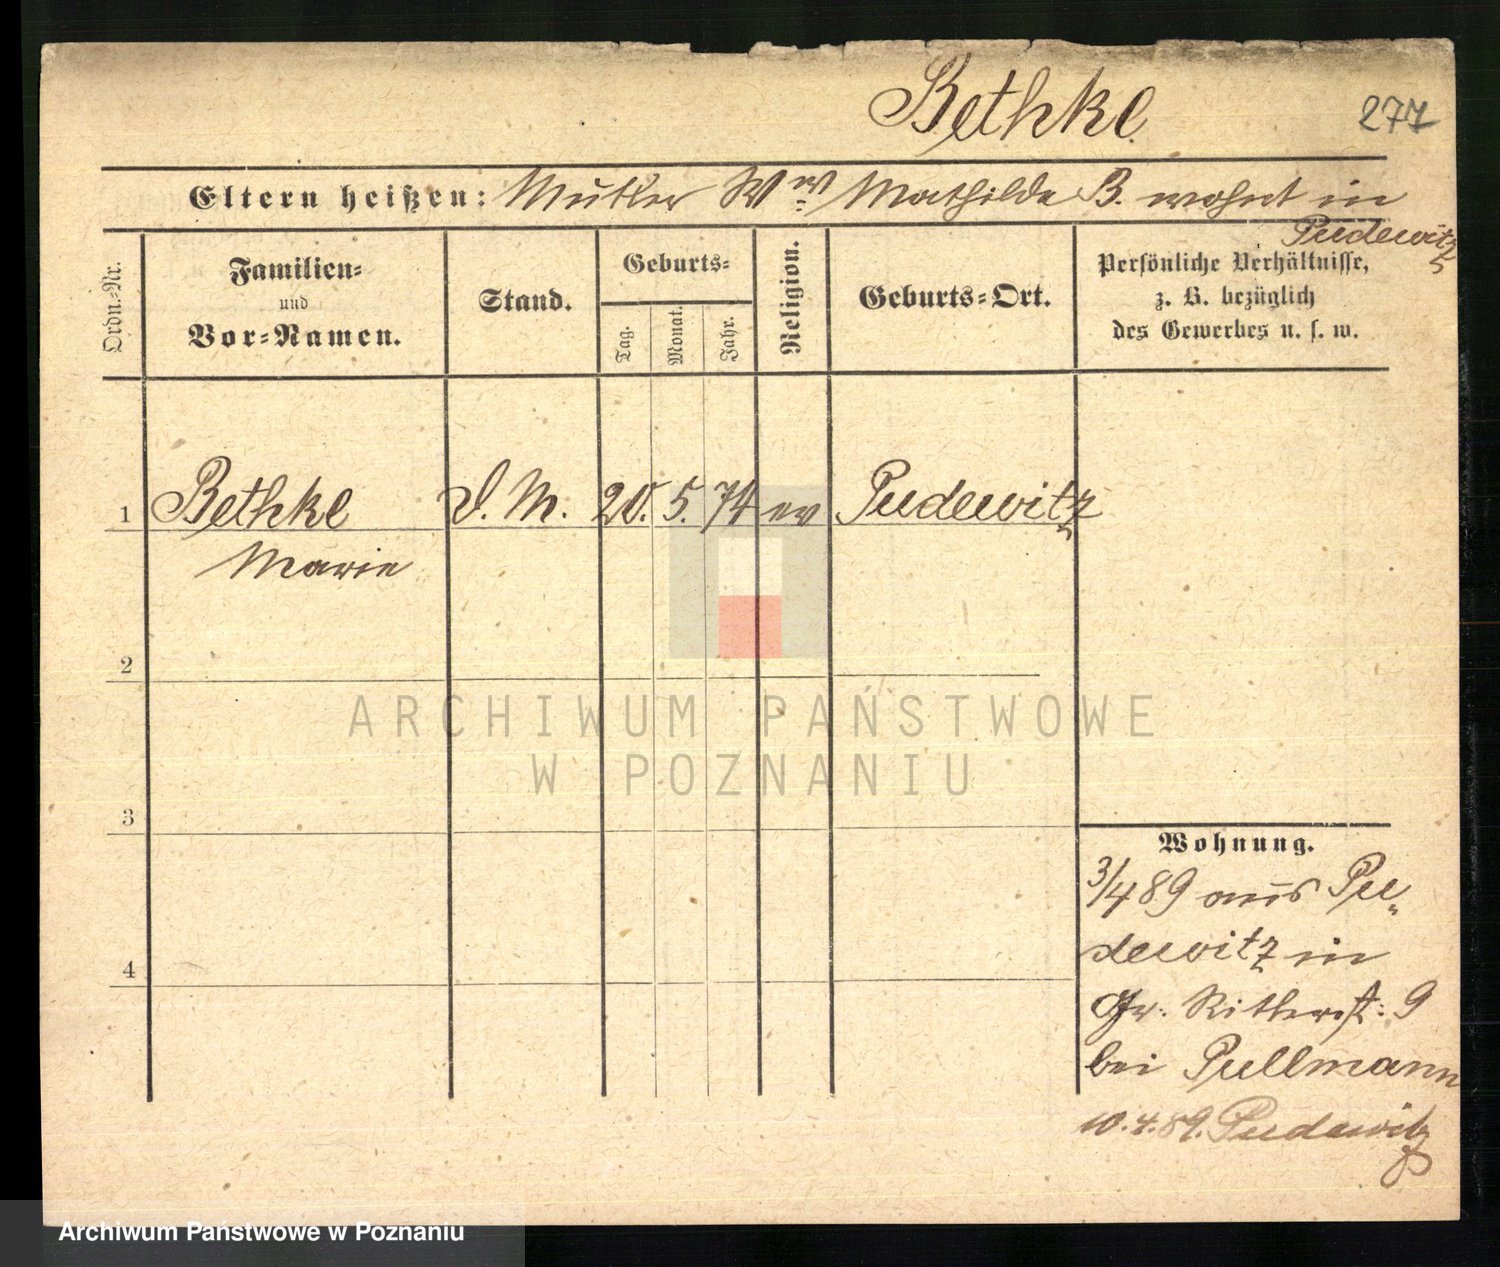 Bethke
277
Eltern heißen: Mutter Ww Mathilde B. wohnt in
Pudewitz
Ordn.-Nr.
Familien-
und
Vor-Namen.
Stand.
Geburts-
Tag.
Monat.
Jahr.
Religion.
Geburts-Ort.
Persönliche Verhältnisse,
z. B. bezüglich
des Gewerbes u. s. w.
1 Bethke D. M. 20. 5. 74 ev Pudewitz
Marie
2
3
4
Wohnung.
3/4 89 aus Pu-
dewitz in
Gr. Ritterst: 9
bei Pullmann
10.4.89. Pudewitz
ARCHIWUM PAŃSTWOWE
W POZNANIU
Archiwum Państwowe w Poznaniu